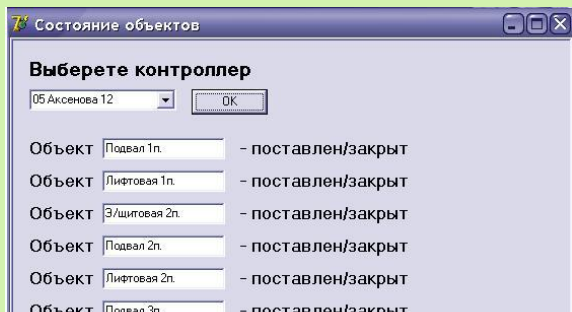 Состояние объектов
Выберете контроллер
05 Аксенова 12 OK
Объект Подвал 1п. - поставлен/закрыт
Объект Лифтовая 1п. - поставлен/закрыт
Объект Э/щитовая 2п. - поставлен/закрыт
Объект Подвал 2п. - поставлен/закрыт
Объект Лифтовая 2п. - поставлен/закрыт
Объект Подвал 3п. - поставлен/закрыт